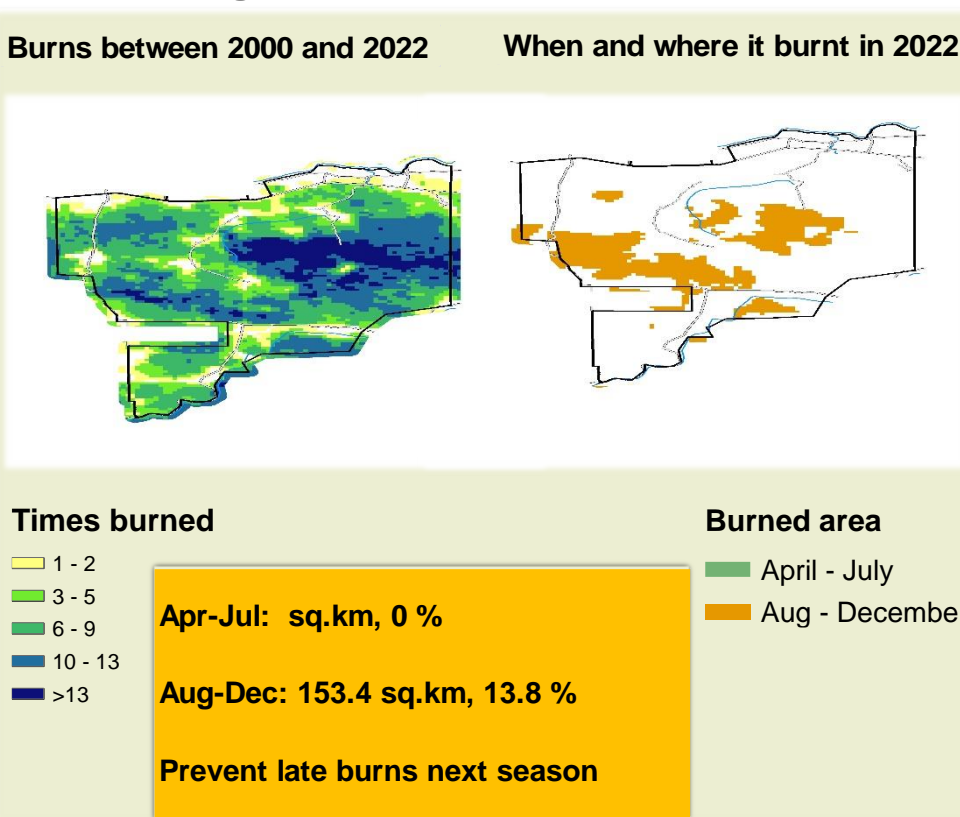 Burns between 2000 and 2022
When and where it burnt in 2022
Times burned
1 - 2
3 - 5
6 - 9
10 - 13
>13
Apr-Jul:  sq.km, 0 %
Aug-Dec: 153.4 sq.km, 13.8 %
Prevent late burns next season
Burned area
April - July
Aug - Decembe